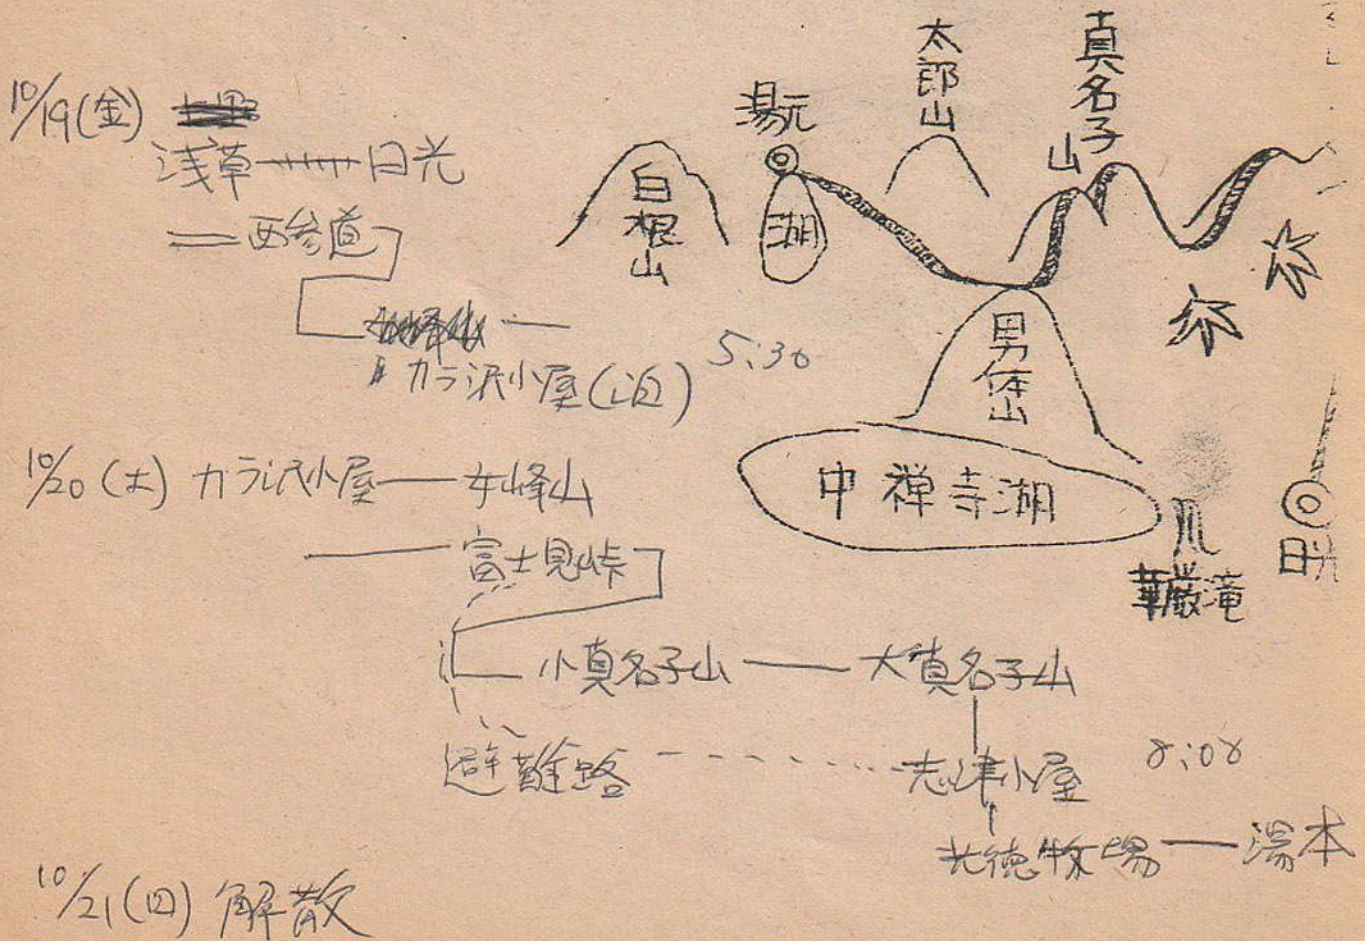 10/19(金)
浅草 日光
西参道
カラ沢小屋(泊) 5:30
10/20(土) カラ沢小屋 女峰山
富士見峠
小真名子山 大真名子山
避難路 志津小屋 8:08
牧場 湯本
10/21(日) 解散
白根山
湯元
湖
太郎山
真名子山
男体山
中禅寺湖
華厳滝
日光